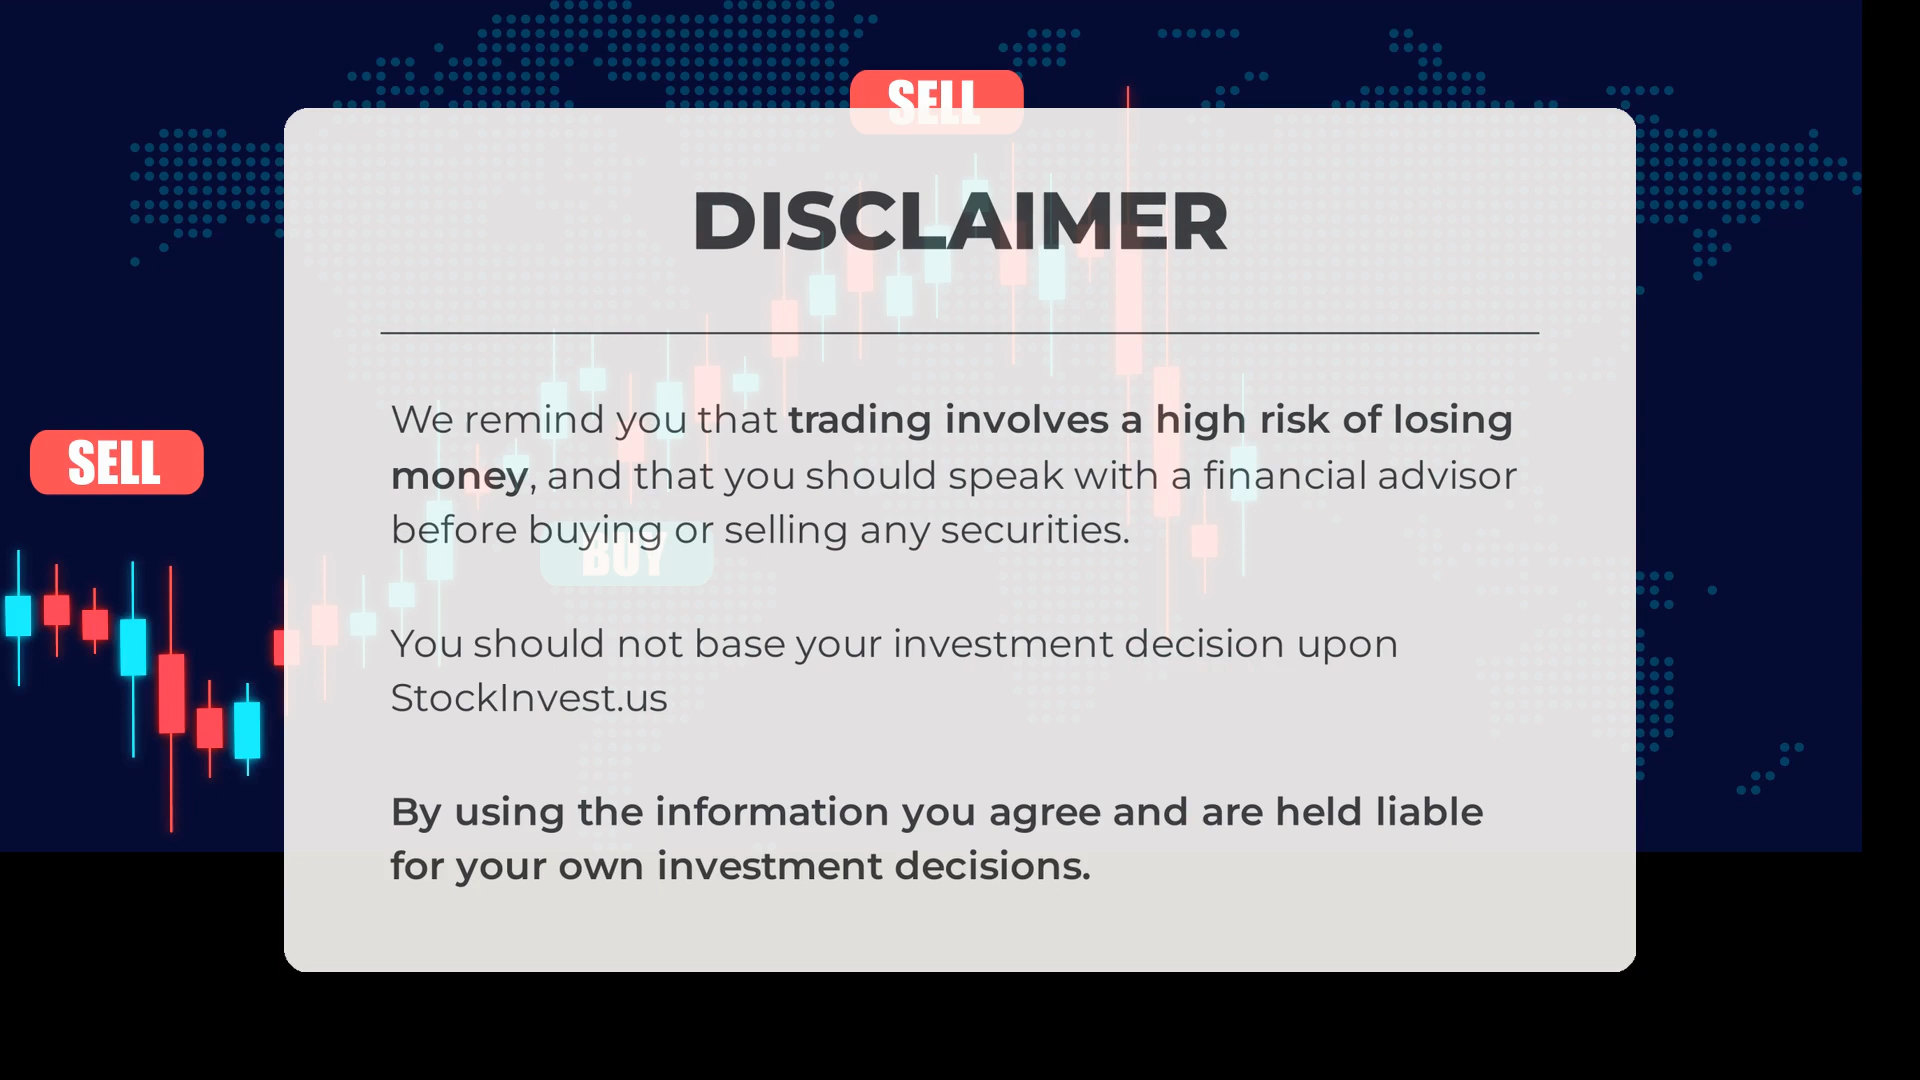 SELL
DISCLAIMER
We remind you that trading involves a high risk of losing
money, and that you should speak with a financial advisor
before buying or selling any securities.
SELL
BUY
You should not base your investment decision upon
StockInvest.us
By using the information you agree and are held liable
for your own investment decisions.